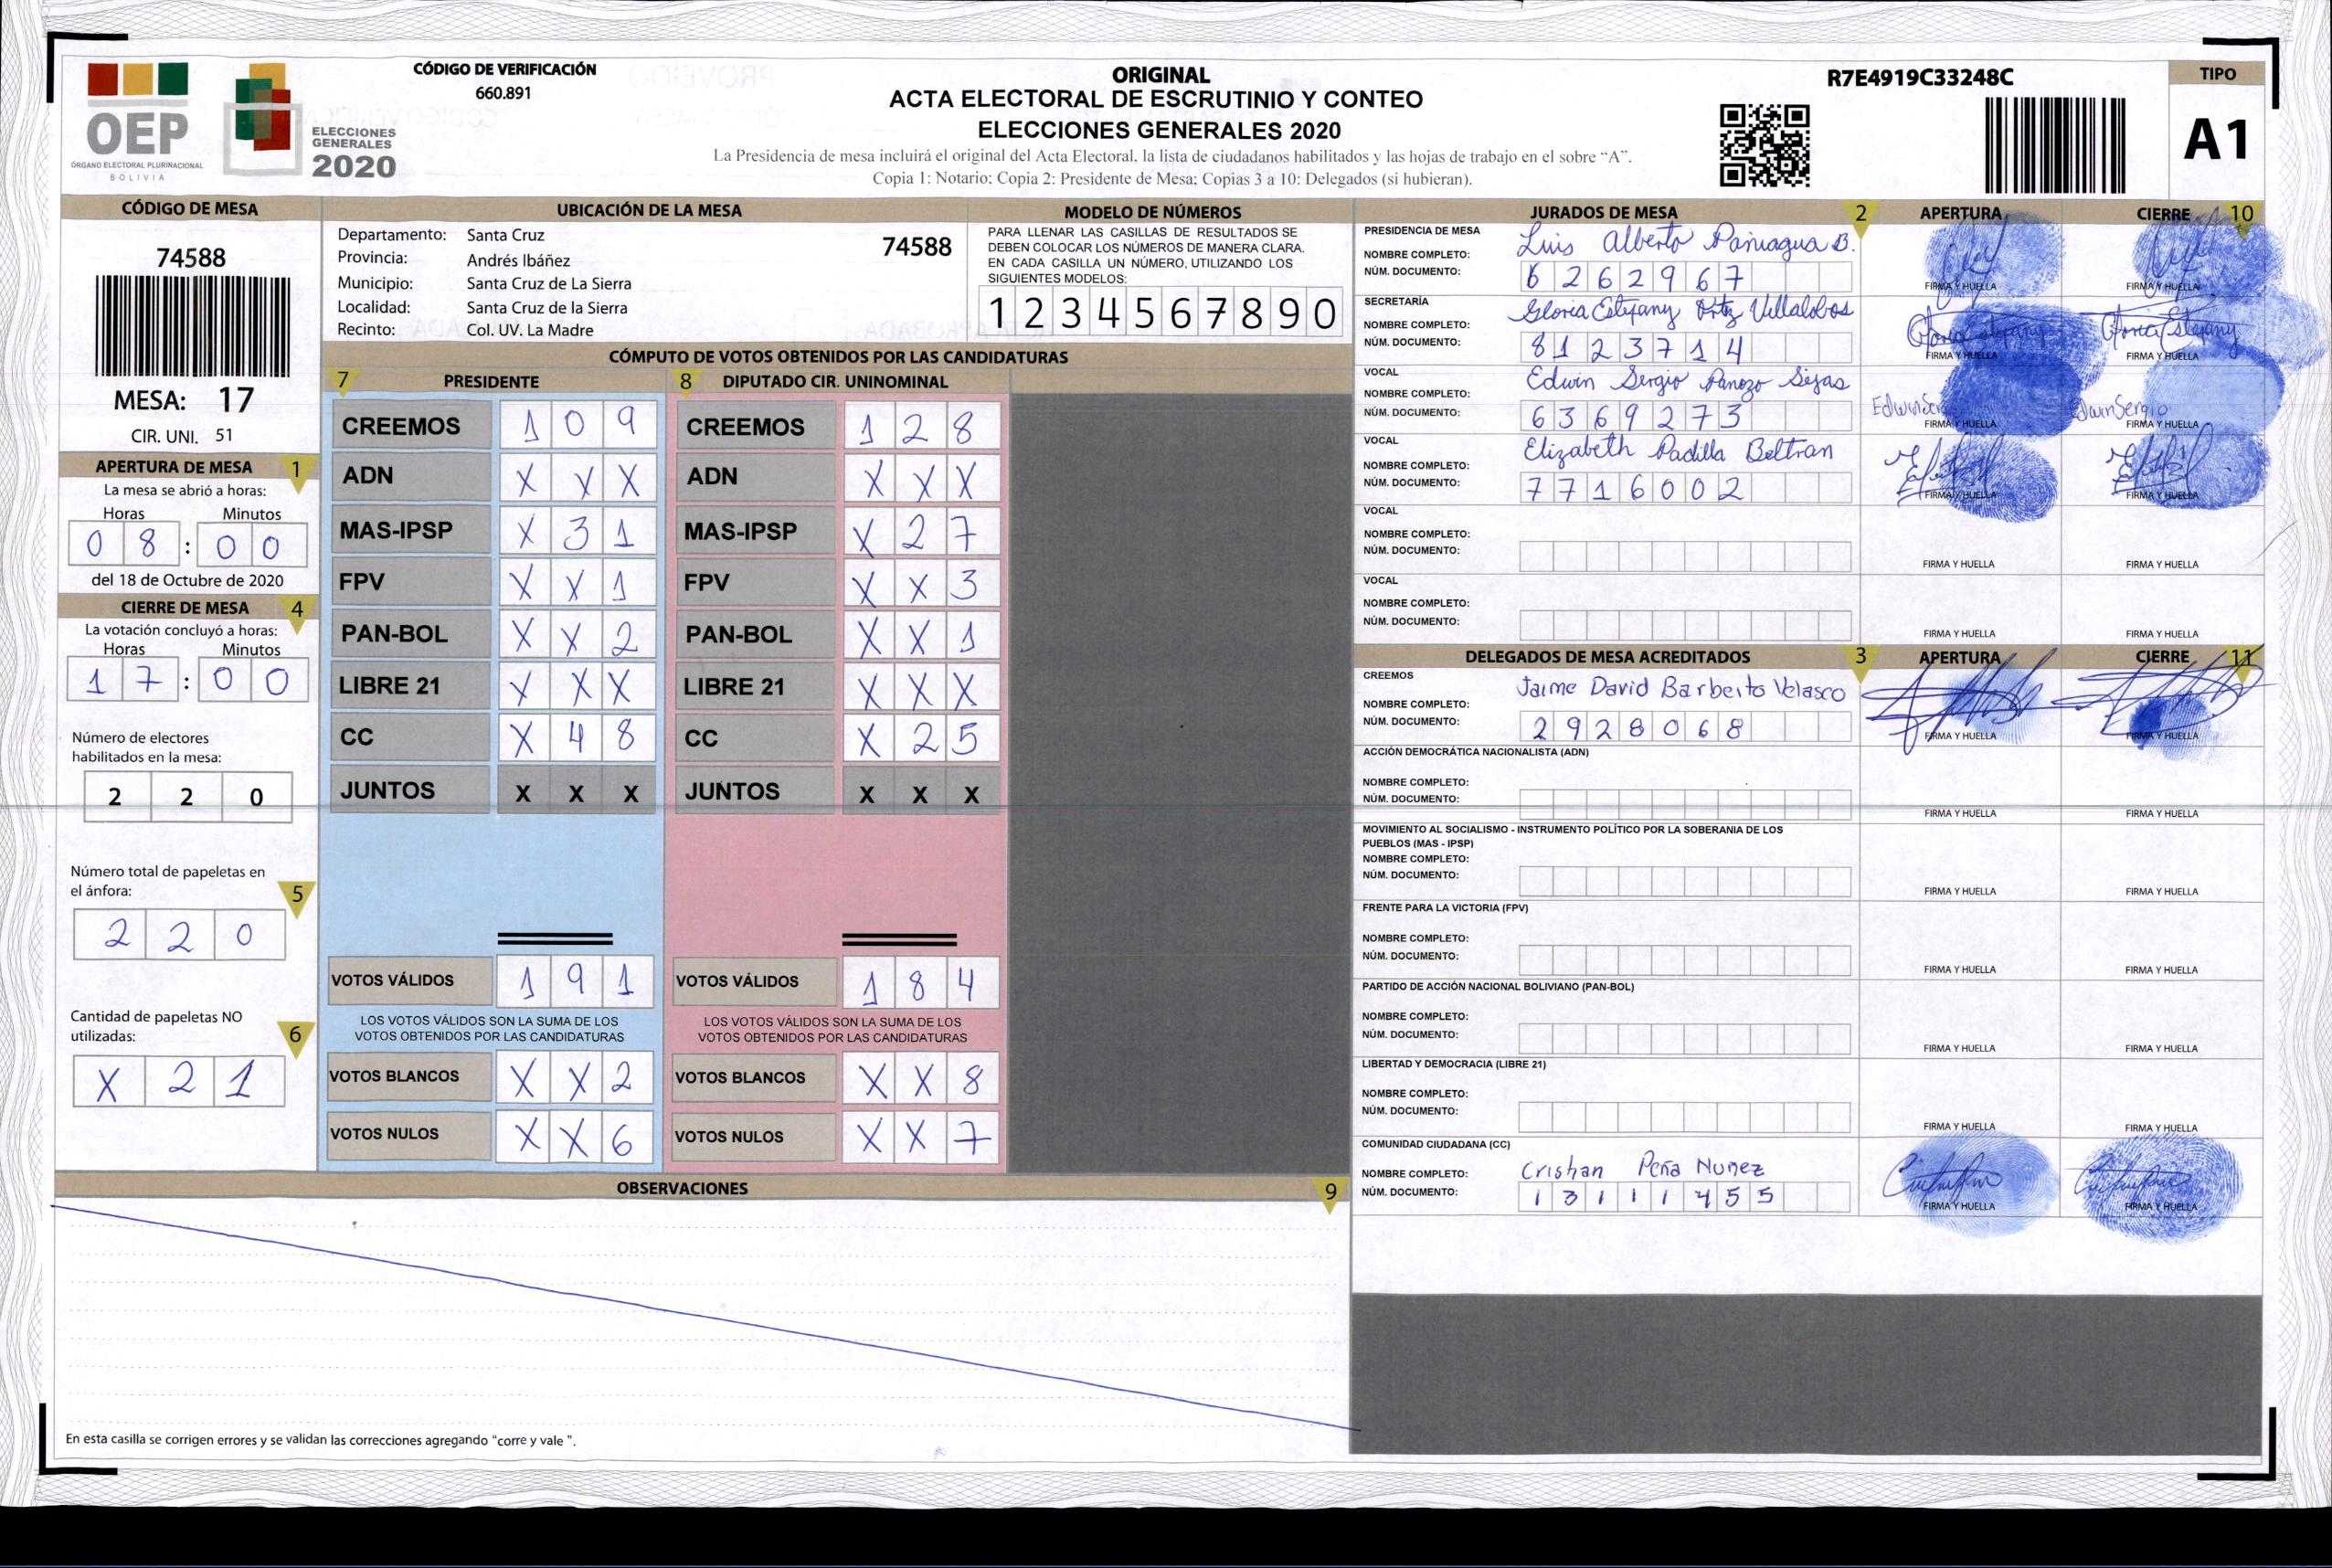 CÓDIGO DE VERIFICACIÓN
660.891
OEP
ÓRGANO ELECTORAL PLURINACIONAL
BOLIVIA
ELECCIONES
GENERALES
2020
ORIGINAL
ACTA ELECTORAL DE ESCRUTINIO Y CONTEO
ELECCIONES GENERALES 2020
La Presidencia de mesa incluirá el original del Acta Electoral, la lista de ciudadanos habilitados y las hojas de trabajo en el sobre “A”.
Copia 1: Notario; Copia 2: Presidente de Mesa; Copias 3 a 10: Delegados (si hubieran).
R7E4919C33248C
TIPO
A1
CÓDIGO DE MESA
74588
MESA: 17
CIR. UNI. 51
APERTURA DE MESA 1
La mesa se abrió a horas:
Horas Minutos
0 8 : 0 0
del 18 de Octubre de 2020
CIERRE DE MESA 4
La votación concluyó a horas:
Horas Minutos
1 7 : 0 0
Número de electores
habilitados en la mesa:
2 2 0
Número total de papeletas en
el ánfora: 5
2 2 0
Cantidad de papeletas NO
utilizadas: 6
X 2 1
UBICACIÓN DE LA MESA
Departamento: Santa Cruz
74588
Provincia: Andrés Ibáñez
Municipio: Santa Cruz de La Sierra
Localidad: Santa Cruz de la Sierra
Recinto: Col. UV. La Madre
MODELO DE NÚMEROS
PARA LLENAR LAS CASILLAS DE RESULTADOS SE
DEBEN COLOCAR LOS NÚMEROS DE MANERA CLARA.
EN CADA CASILLA UN NÚMERO, UTILIZANDO LOS
SIGUIENTES MODELOS:
1 2 3 4 5 6 7 8 9 0
CÓMPUTO DE VOTOS OBTENIDOS POR LAS CANDIDATURAS
7 PRESIDENTE
CREEMOS 1 0 9
ADN X X X
MAS-IPSP X 3 1
FPV X X 1
PAN-BOL X X 2
LIBRE 21 X X X
CC X 4 8
JUNTOS X X X
VOTOS VÁLIDOS 1 9 1
LOS VOTOS VÁLIDOS SON LA SUMA DE LOS
VOTOS OBTENIDOS POR LAS CANDIDATURAS
VOTOS BLANCOS X X 2
VOTOS NULOS X X 6
8 DIPUTADO CIR. UNINOMINAL
CREEMOS 1 2 8
ADN X X X
MAS-IPSP X 2 7
FPV X X 3
PAN-BOL X X 1
LIBRE 21 X X X
CC X 2 5
JUNTOS X X X
VOTOS VÁLIDOS 1 8 4
LOS VOTOS VÁLIDOS SON LA SUMA DE LOS
VOTOS OBTENIDOS POR LAS CANDIDATURAS
VOTOS BLANCOS X X 8
VOTOS NULOS X X 7
OBSERVACIONES 9
En esta casilla se corrigen errores y se validan las correcciones agregando "corre y vale ".
JURADOS DE MESA 2 APERTURA CIERRE 10
PRESIDENCIA DE MESA
NOMBRE COMPLETO: Luis Alberto Paniagua B.
NÚM. DOCUMENTO: 6 2 6 2 9 6 7
FIRMA Y HUELLA FIRMA Y HUELLA
SECRETARÍA
NOMBRE COMPLETO: Gloria Estefany Ortiz Villalobos
NÚM. DOCUMENTO: 8 1 2 3 7 1 4
FIRMA Y HUELLA FIRMA Y HUELLA
VOCAL
NOMBRE COMPLETO: Edwin Sergio Panozo Sejas
NÚM. DOCUMENTO: 6 3 6 9 2 7 3
FIRMA Y HUELLA FIRMA Y HUELLA
VOCAL
NOMBRE COMPLETO: Elizabeth Padilla Beltran
NÚM. DOCUMENTO: 7 7 1 6 0 0 2
FIRMA Y HUELLA FIRMA Y HUELLA
VOCAL
NOMBRE COMPLETO:
NÚM. DOCUMENTO:
FIRMA Y HUELLA FIRMA Y HUELLA
VOCAL
NOMBRE COMPLETO:
NÚM. DOCUMENTO:
FIRMA Y HUELLA FIRMA Y HUELLA
DELEGADOS DE MESA ACREDITADOS 3 APERTURA CIERRE 11
CREEMOS
NOMBRE COMPLETO: Jaime David Barberto Velasco
NÚM. DOCUMENTO: 2 9 2 8 0 6 8
FIRMA Y HUELLA FIRMA Y HUELLA
ACCIÓN DEMOCRÁTICA NACIONALISTA (ADN)
NOMBRE COMPLETO:
NÚM. DOCUMENTO:
FIRMA Y HUELLA FIRMA Y HUELLA
MOVIMIENTO AL SOCIALISMO - INSTRUMENTO POLÍTICO POR LA SOBERANIA DE LOS
PUEBLOS (MAS - IPSP)
NOMBRE COMPLETO:
NÚM. DOCUMENTO:
FIRMA Y HUELLA FIRMA Y HUELLA
FRENTE PARA LA VICTORIA (FPV)
NOMBRE COMPLETO:
NÚM. DOCUMENTO:
FIRMA Y HUELLA FIRMA Y HUELLA
PARTIDO DE ACCIÓN NACIONAL BOLIVIANO (PAN-BOL)
NOMBRE COMPLETO:
NÚM. DOCUMENTO:
FIRMA Y HUELLA FIRMA Y HUELLA
LIBERTAD Y DEMOCRACIA (LIBRE 21)
NOMBRE COMPLETO:
NÚM. DOCUMENTO:
FIRMA Y HUELLA FIRMA Y HUELLA
COMUNIDAD CIUDADANA (CC)
NOMBRE COMPLETO: Cristian Peña Nuñez
NÚM. DOCUMENTO: 1 3 1 1 1 4 5 5
FIRMA Y HUELLA FIRMA Y HUELLA